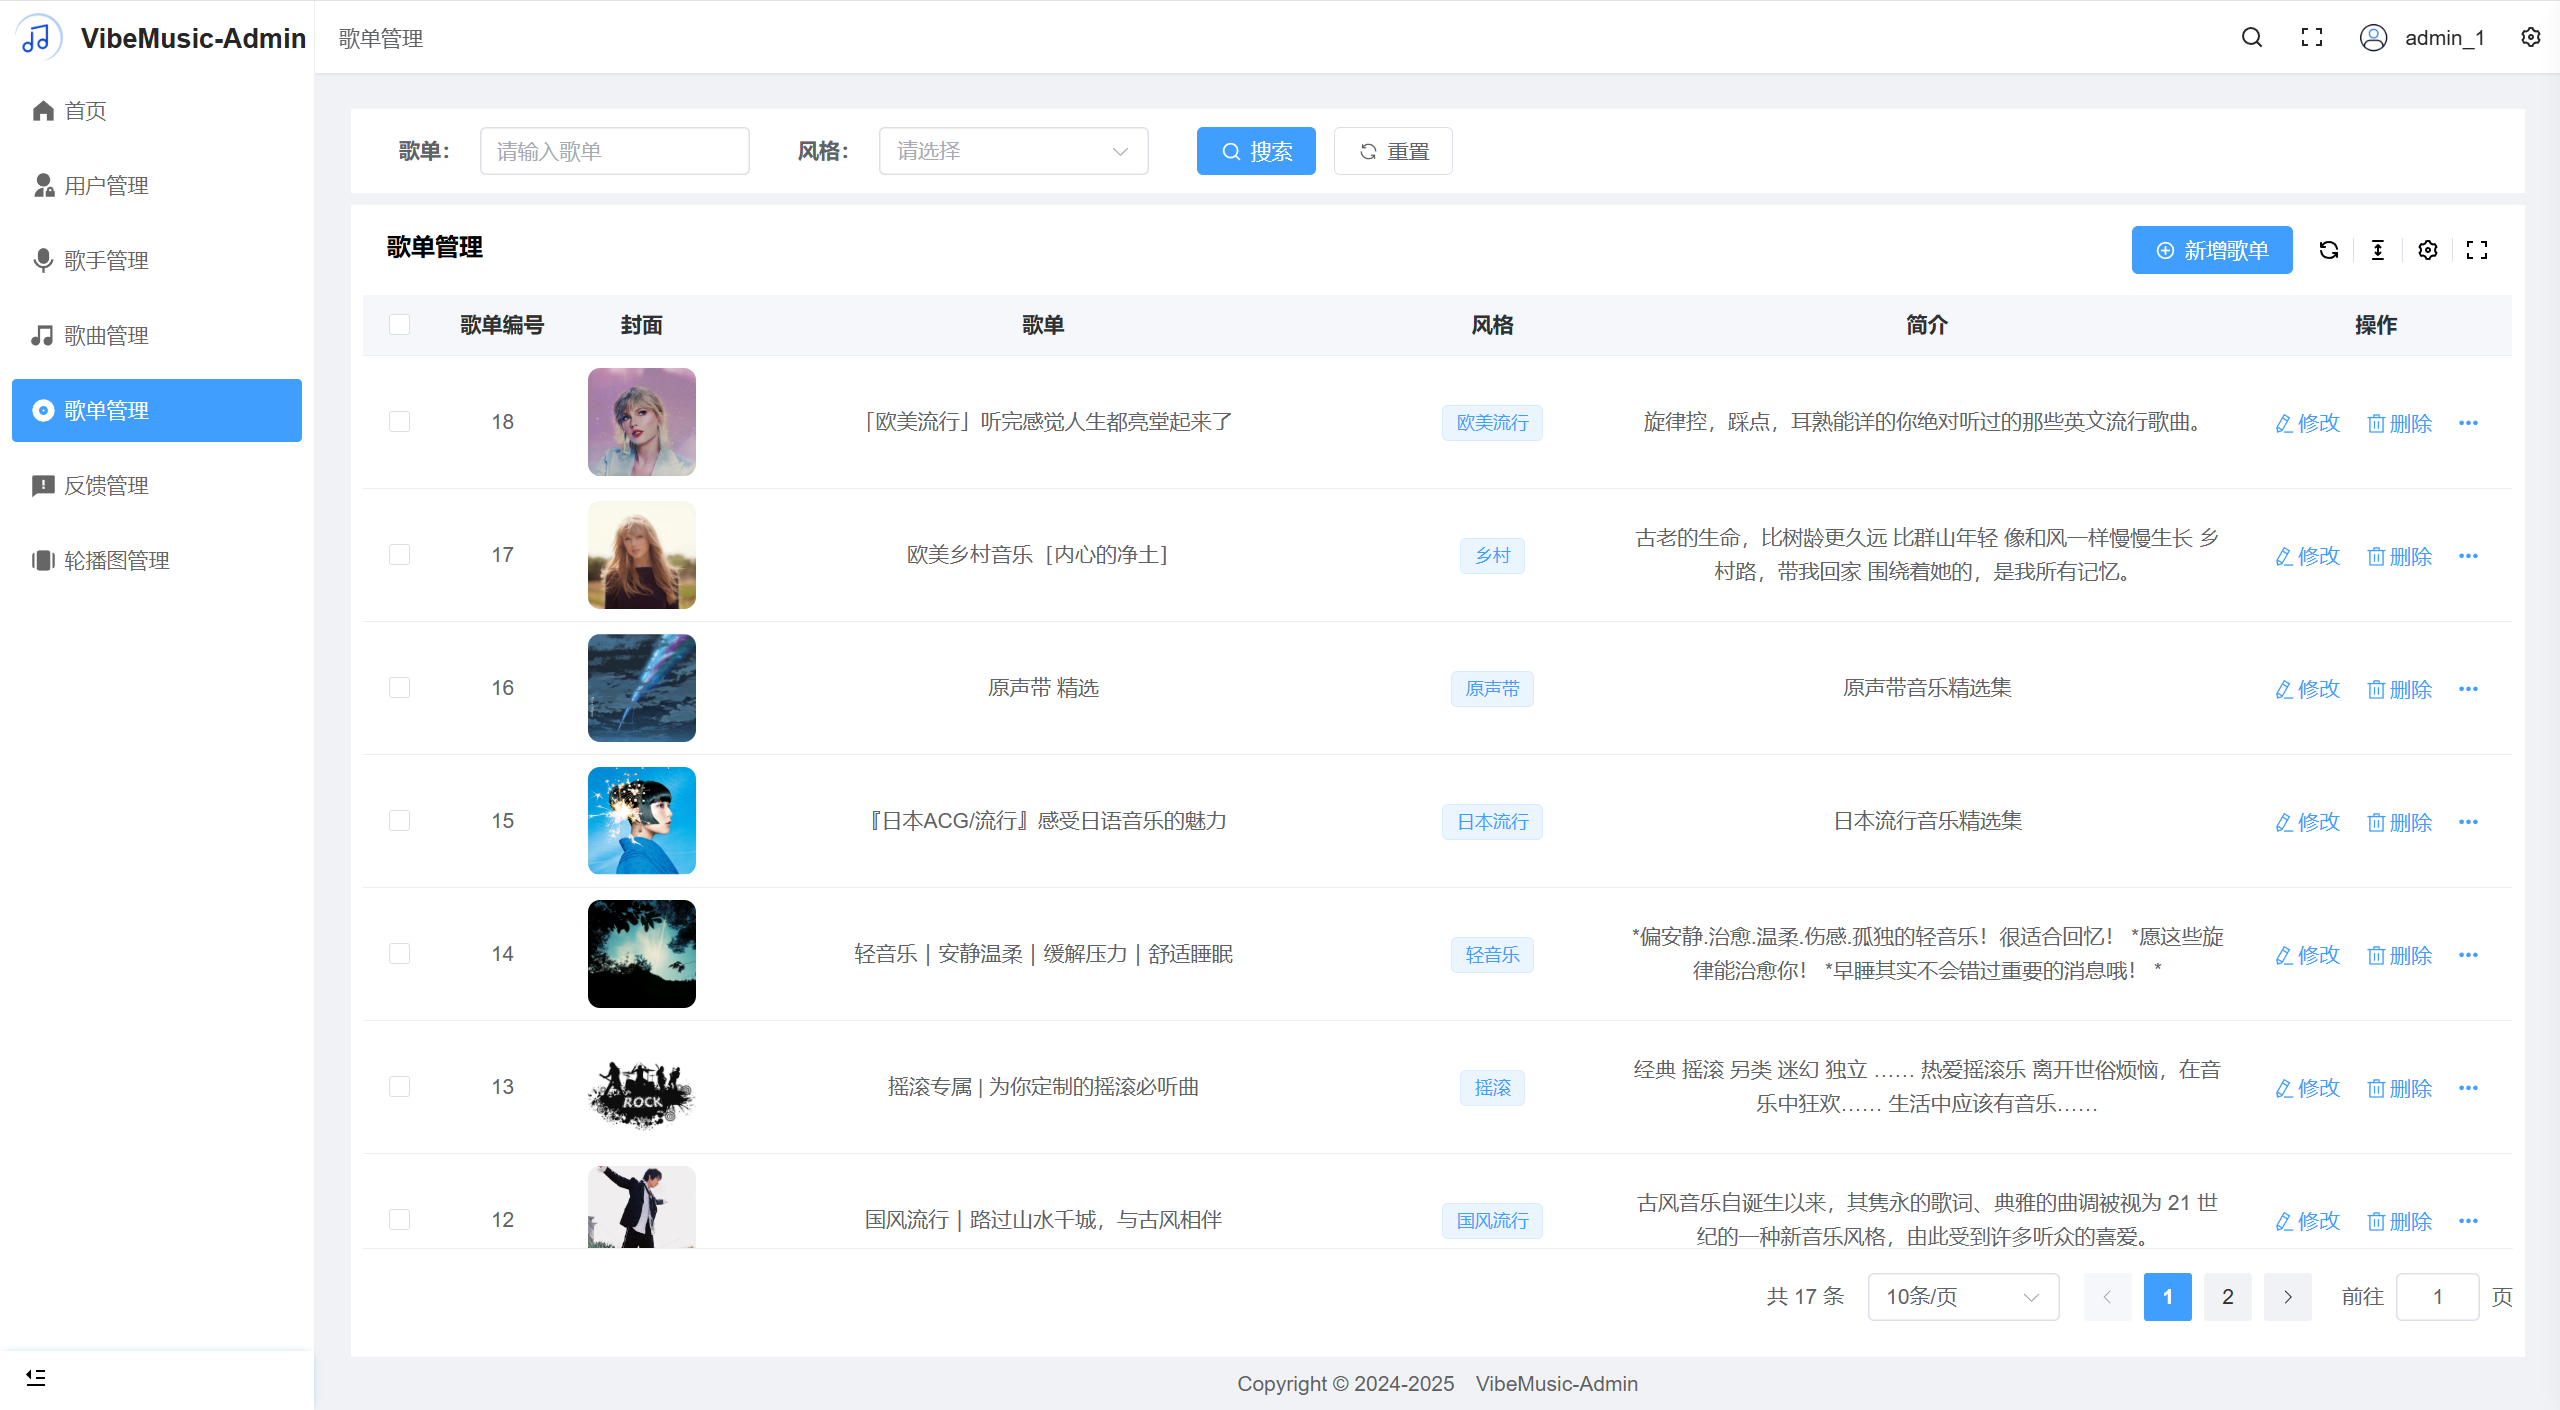 VibeMusic-Admin
歌单管理
admin_1
首页
用户管理
歌手管理
歌曲管理
歌单管理
反馈管理
轮播图管理
歌单：
请输入歌单
风格：
请选择
搜索
重置
歌单管理
新增歌单
歌单编号 封面 歌单 风格 简介 操作
18 「欧美流行」听完感觉人生都亮堂起来了 欧美流行 旋律控，踩点，耳熟能详的你绝对听过的那些英文流行歌曲。 修改 删除
17 欧美乡村音乐［内心的净土］ 乡村 古老的生命，比树龄更久远 比群山年轻 像和风一样慢慢生长 乡
村路，带我回家 围绕着她的，是我所有记忆。 修改 删除
16 原声带 精选 原声带 原声带音乐精选集 修改 删除
15 『日本ACG/流行』感受日语音乐的魅力 日本流行 日本流行音乐精选集 修改 删除
14 轻音乐｜安静温柔｜缓解压力｜舒适睡眠 轻音乐 *偏安静.治愈.温柔.伤感.孤独的轻音乐！很适合回忆！ *愿这些旋
律能治愈你！ *早睡其实不会错过重要的消息哦！ * 修改 删除
ROCK
13 摇滚专属 | 为你定制的摇滚必听曲 摇滚 经典 摇滚 另类 迷幻 独立 …… 热爱摇滚乐 离开世俗烦恼，在音
乐中狂欢…… 生活中应该有音乐…… 修改 删除
12 国风流行｜路过山水千城，与古风相伴 国风流行 古风音乐自诞生以来，其隽永的歌词、典雅的曲调被视为 21 世
纪的一种新音乐风格，由此受到许多听众的喜爱。 修改 删除
共 17 条 10条/页 1 2 前往 1 页
Copyright © 2024-2025 VibeMusic-Admin